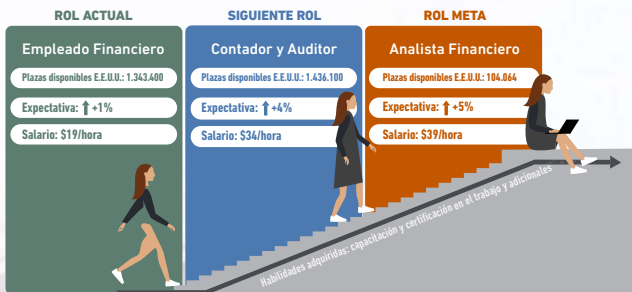 ROL ACTUAL
Empleado Financiero
Plazas disponibles E.E.U.U.: 1.343.400
Expectativa: ↑ +1%
Salario: $19/hora
SIGUIENTE ROL
Contador y Auditor
Plazas disponibles E.E.U.U.: 1.436.100
Expectativa: ↑ +4%
Salario: $34/hora
ROL META
Analista Financiero
Plazas disponibles E.E.U.U.: 104.064
Expectativa: ↑ +5%
Salario: $39/hora
Habilidades adquiridas: capacitación y certificación en el trabajo y adicionales